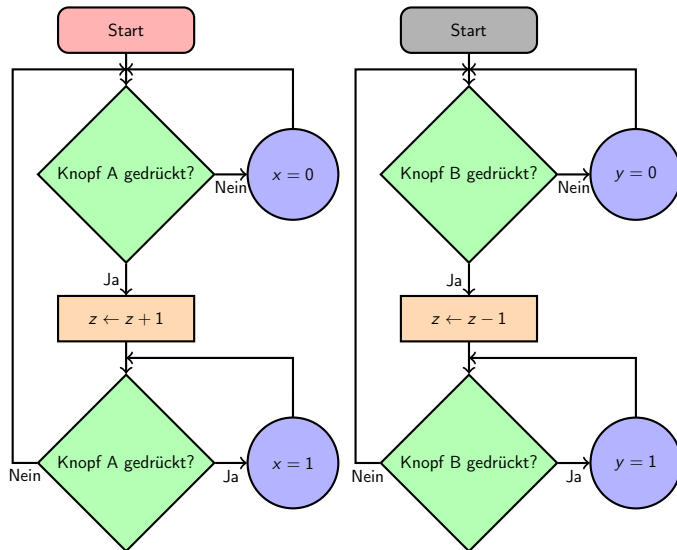 Start
Knopf A gedrückt?
Nein
x = 0
Ja
z ← z + 1
Knopf A gedrückt?
Nein
Ja
x = 1
Start
Knopf B gedrückt?
Nein
y = 0
Ja
z ← z − 1
Knopf B gedrückt?
Nein
Ja
y = 1